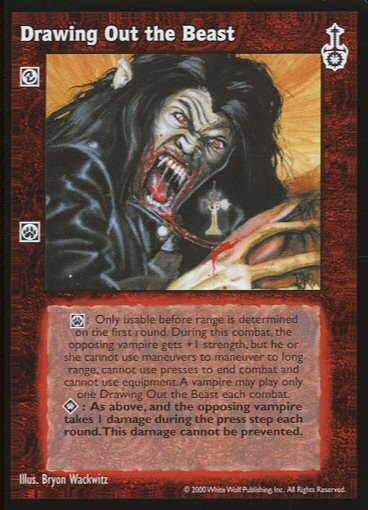 Drawing Out the Beast
: Only usable before range is determined
on the first round. During this combat, the
opposing vampire gets +1 strength, but he or
she cannot use maneuvers to maneuver to long
range, cannot use presses to end combat and
cannot use equipment. A vampire may play only
one Drawing Out the Beast each combat.
: As above, and the opposing vampire
takes 1 damage during the press step each
round. This damage cannot be prevented.
Illus. Bryon Wackwitz
© 2000 White Wolf Publishing, Inc. All Rights Reserved.